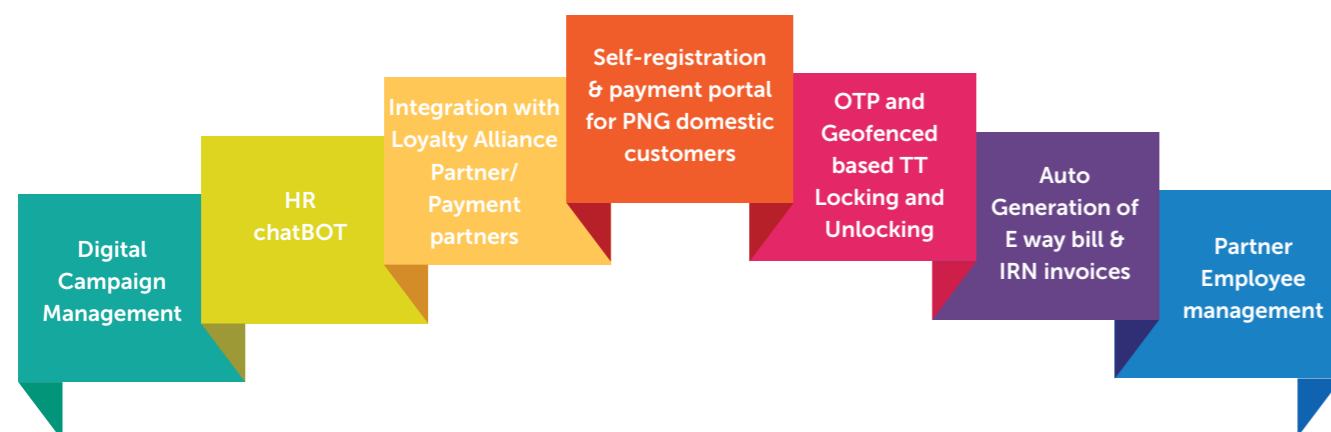 Digital
Campaign
Management
HR
chatBOT
Integration with
Loyalty Alliance
Partner/
Payment
partners
Self-registration
& payment portal
for PNG domestic
customers
OTP and
Geofenced
based TT
Locking and
Unlocking
Auto
Generation of
E way bill &
IRN invoices
Partner
Employee
management